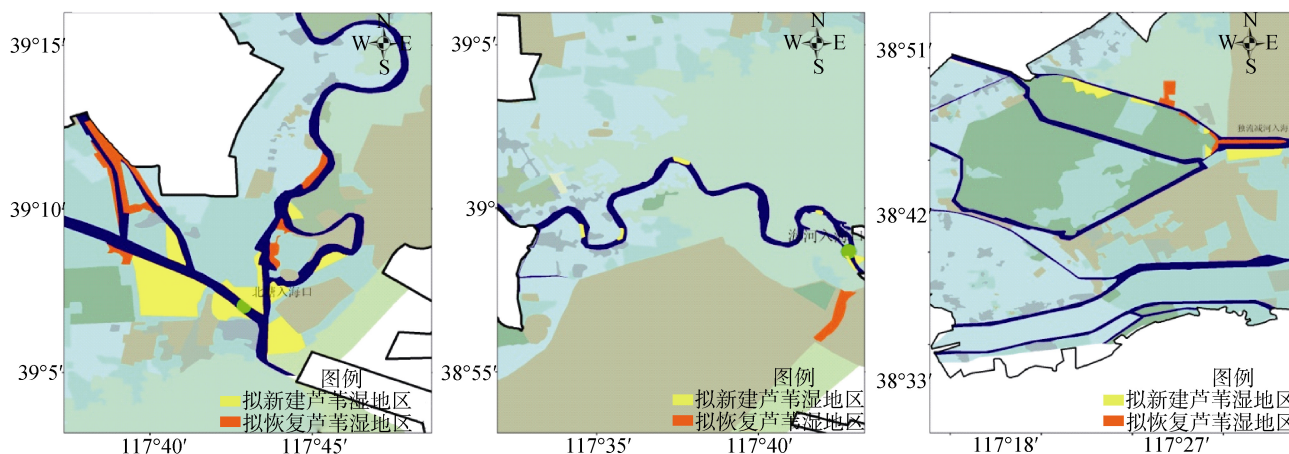 N
W E
S
39°15′
39°10′
39°5′
北塘入海口
图例
拟新建芦苇湿地区
拟恢复芦苇湿地区
117°40′
117°45′
N
W E
S
39°5′
39°
38°55′
海河入海口
图例
拟新建芦苇湿地区
拟恢复芦苇湿地区
117°35′
117°40′
N
W E
S
38°51′
38°42′
38°33′
独流减河入海
图例
拟新建芦苇湿地区
拟恢复芦苇湿地区
117°18′
117°27′